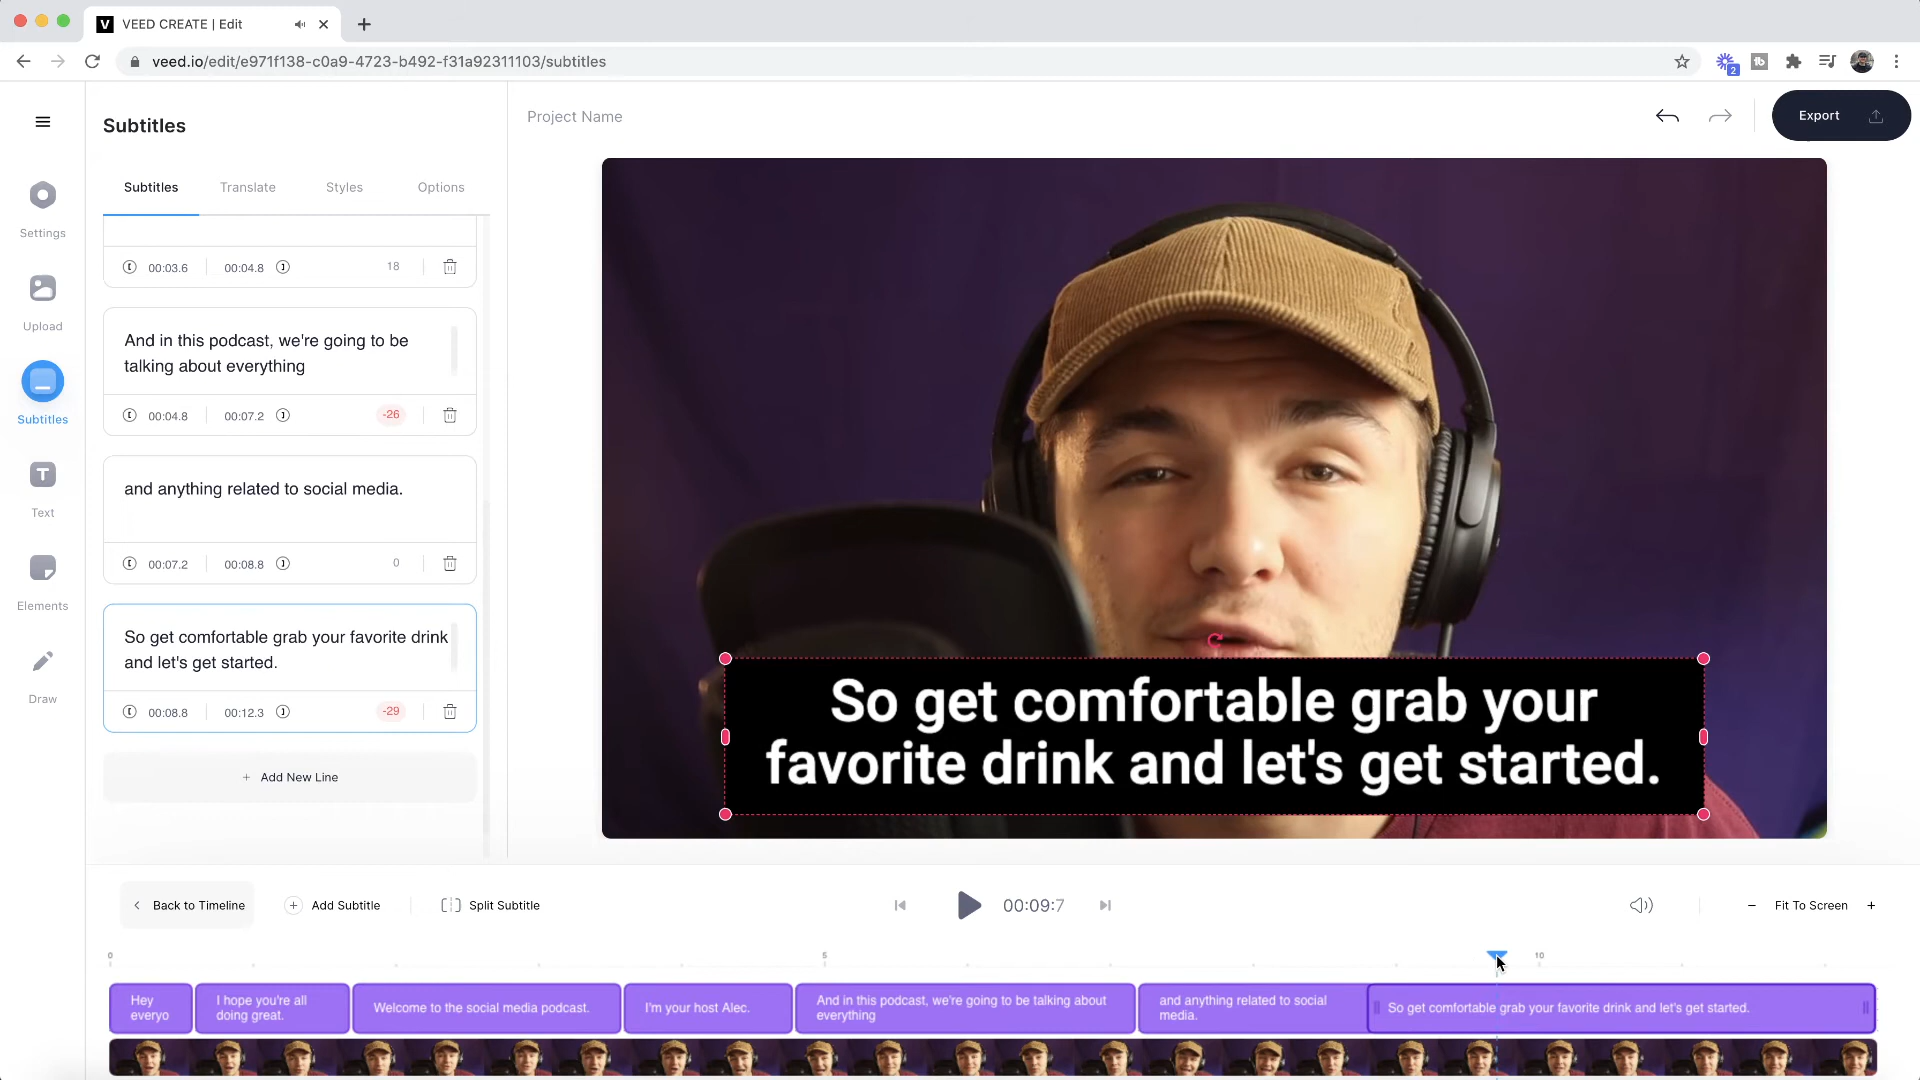 VEED CREATE | Edit
veed.io/edit/e971f138-c0a9-4723-b492-f31a92311103/subtitles
2
Subtitles
Project Name
Export
Subtitles
Translate
Styles
Options
Settings
Upload
Subtitles
Text
Elements
Draw
00:03.6
00:04.8
18
And in this podcast, we're going to be
talking about everything
00:04.8
00:07.2
-26
and anything related to social media.
00:07.2
00:08.8
0
So get comfortable grab your favorite drink
and let's get started.
00:08.8
00:12.3
-29
+ Add New Line
So get comfortable grab your
favorite drink and let's get started.
Back to Timeline
Add Subtitle
Split Subtitle
00:09:7
Fit To Screen
0
5
10
Hey
everyo
I hope you're all
doing great.
Welcome to the social media podcast.
I'm your host Alec.
And in this podcast, we're going to be talking about
everything
and anything related to social
media.
So get comfortable grab your favorite drink and let's get started.